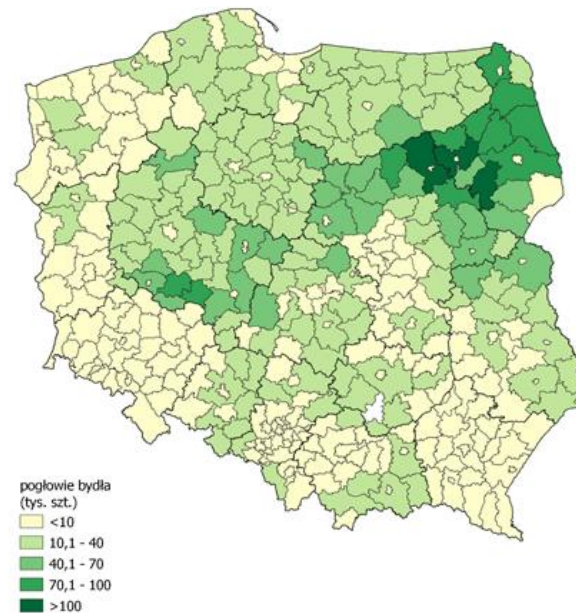 pogłowie bydła
(tys. szt.)
<10
10,1 - 40
40,1 - 70
70,1 - 100
>100